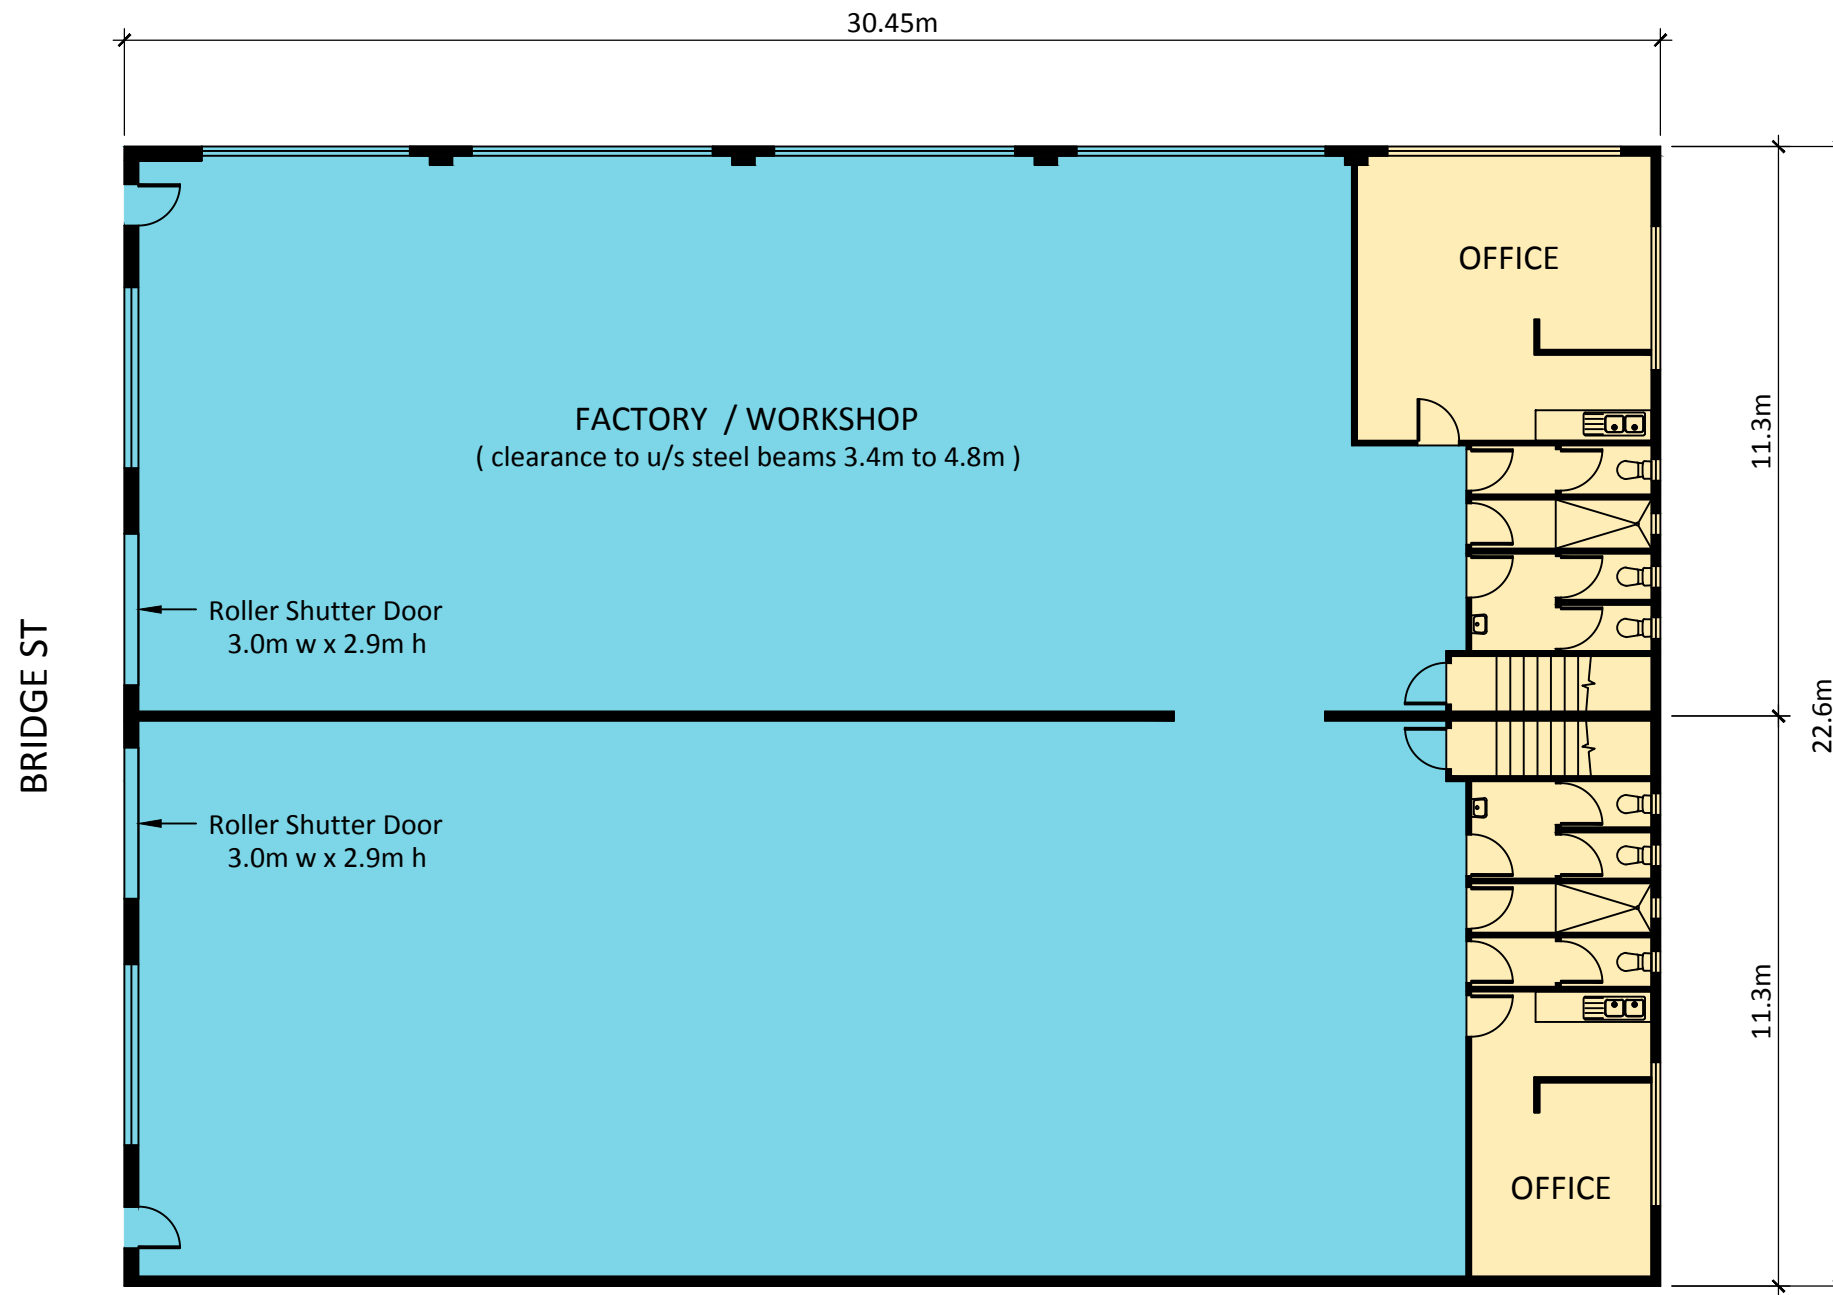 30.45m
OFFICE
FACTORY / WORKSHOP
( clearance to u/s steel beams 3.4m to 4.8m )
11.3m
Roller Shutter Door
3.0m w x 2.9m h
BRIDGE ST
22.6m
Roller Shutter Door
3.0m w x 2.9m h
11.3m
OFFICE